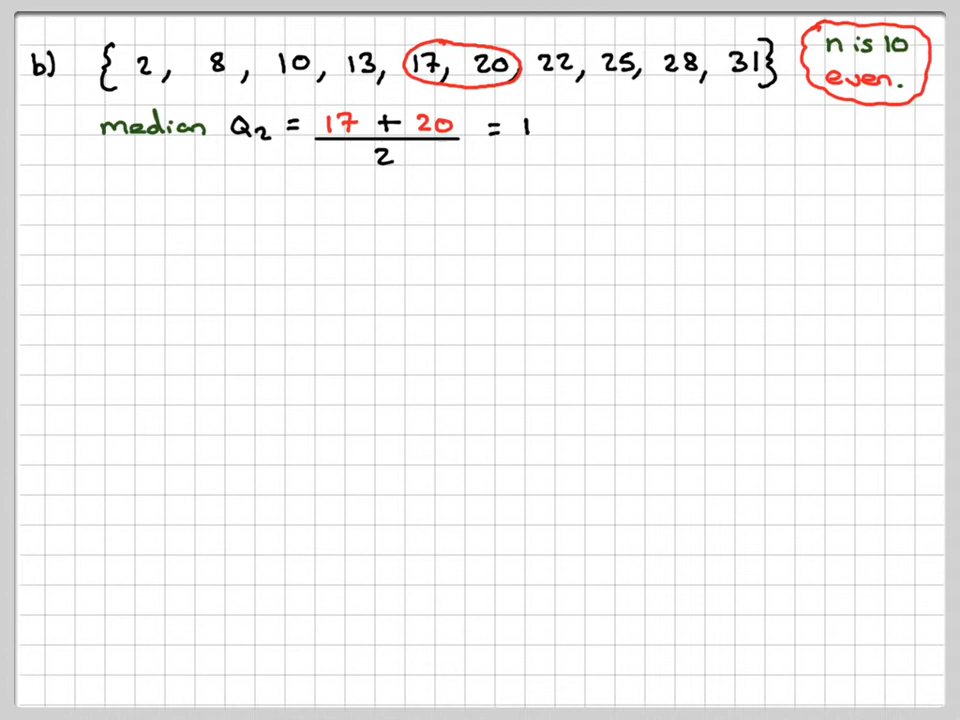 b) { 2, 8, 10, 13, 17, 20, 22, 25, 28, 31}
n is 10
even.
median Q₂ = 17 + 20 = 1
2